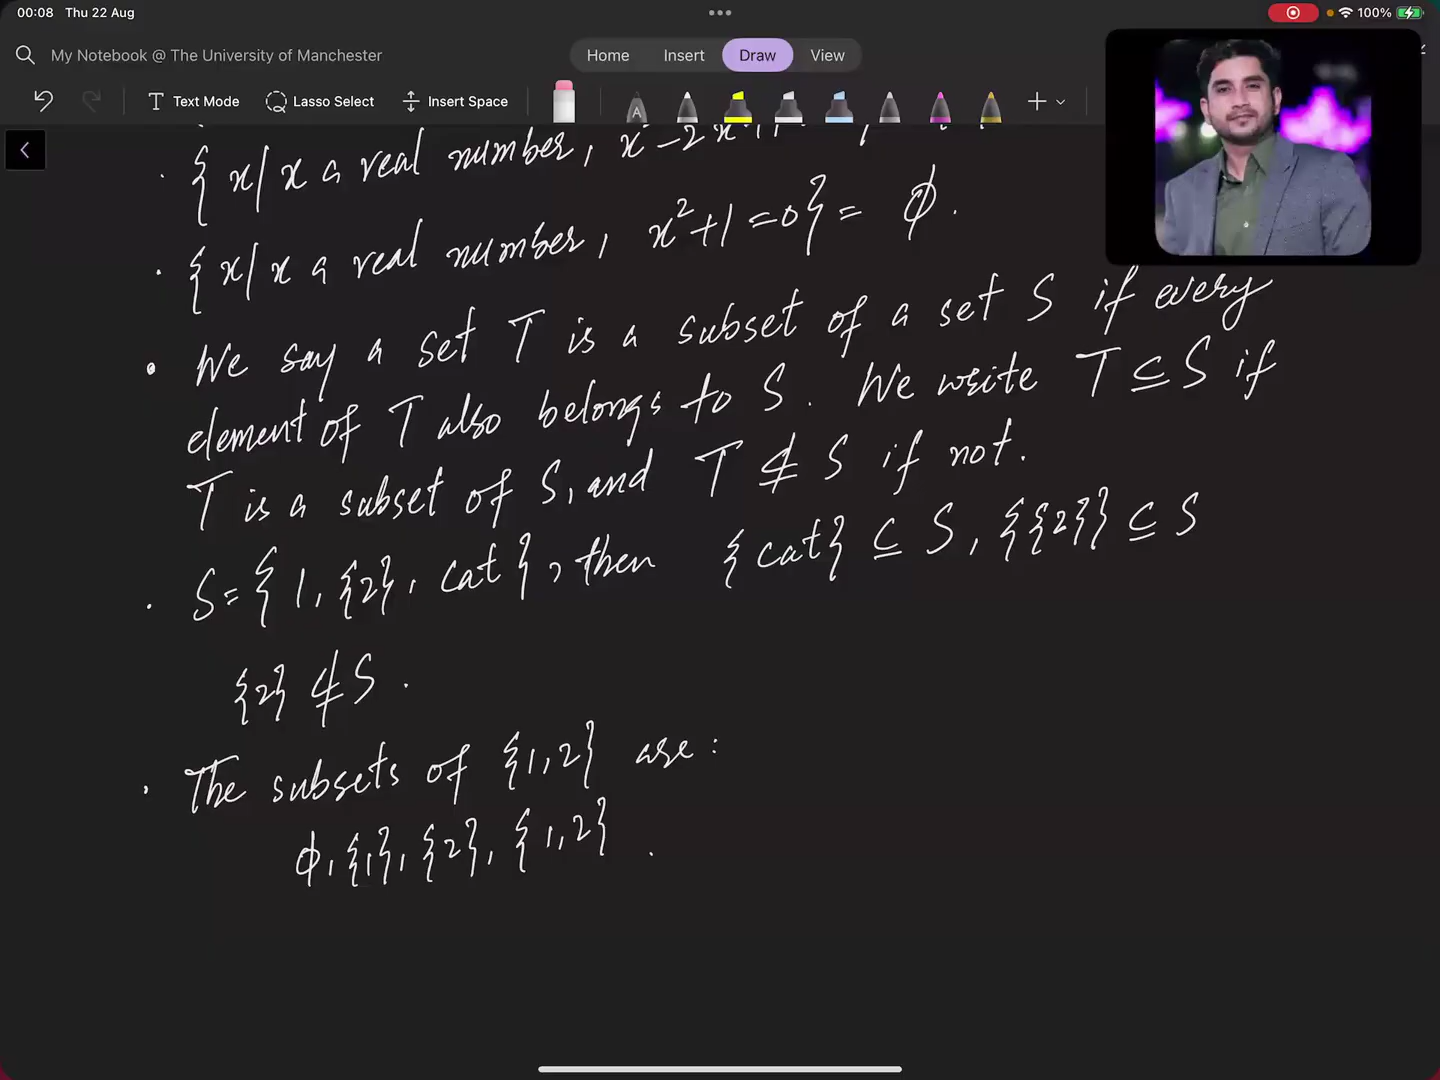 00:08 Thu 22 Aug
100%
My Notebook @ The University of Manchester
Home Insert Draw View
Text Mode Lasso Select Insert Space
A
. { x | x a real number,
. { x | x a real number, x²+1=0} = φ.
• We say a set T is a subset of a set S if every
element of T also belongs to S. We write T ⊆ S if
T is a subset of S, and T ⊈ S if not.
. S = { 1, {2}, cat }, then {cat} ⊆ S, {{2}} ⊆ S
{2} ⊈ S.
. The subsets of {1,2} are:
φ, {1}, {2}, {1,2} .